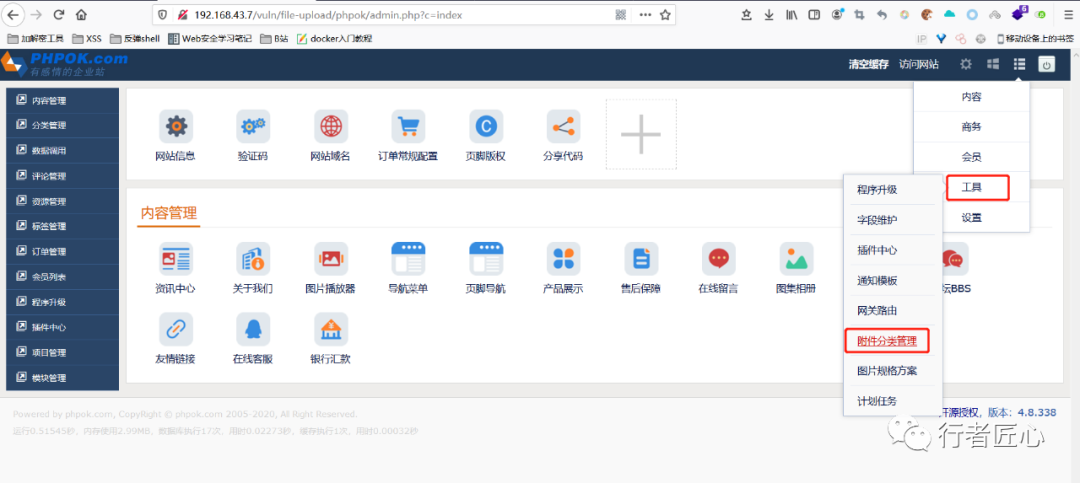 192.168.43.7/vuln/file-upload/phpok/admin.php?c=index
加解密工具 XSS 反弹shell Web安全学习笔记 B站 docker入门教程 移动设备上的书签
PHPOK.com
有感情的企业站
清空缓存 访问网站
内容管理
分类管理
数据调用
评论管理
资源管理
标签管理
订单管理
会员列表
程序升级
插件中心
项目管理
模块管理
网站信息 验证码 网站域名 订单常规配置 页脚版权 分享代码
内容
商务
会员
工具
设置
程序升级
字段维护
插件中心
通知模板
网关路由
附件分类管理
图片规格方案
计划任务
内容管理
资讯中心 关于我们 图片播放器 导航菜单 页脚导航 产品展示 售后保障 在线留言 图集相册 坛BBS
友情链接 在线客服 银行汇款
Powered by phpok.com, CopyRight © phpok.com 2005-2020, All Right Reserved.
开源授权, 版本: 4.8.338
运行0.51545秒, 内存使用2.99MB, 数据库执行17次, 用时0.02273秒, 缓存执行1次, 用时0.00032秒
行者匠心